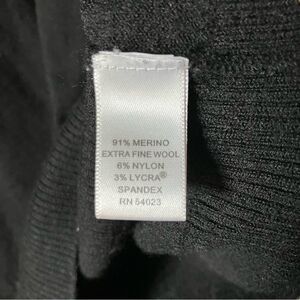 91% MERINO
EXTRA FINE WOOL
6% NYLON
3% LYCRA®
SPANDEX
RN 54023